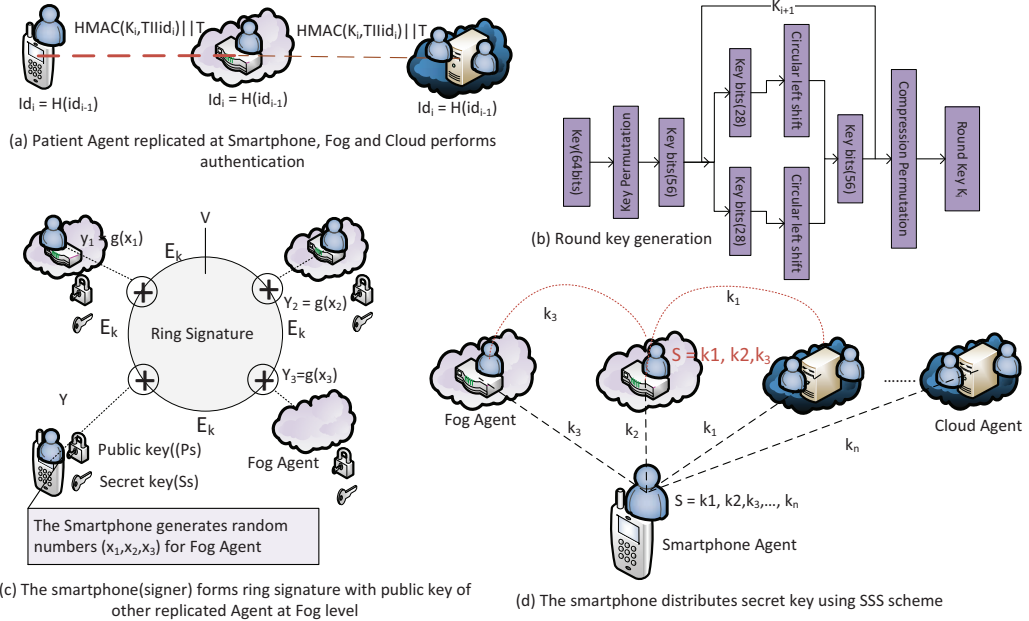 HMAC(Kᵢ,TIIidᵢ)||T
HMAC(Kᵢ,TIIidᵢ)||T
Idᵢ = H(idᵢ₋₁)
Idᵢ = H(idᵢ₋₁)
Idᵢ = H(idᵢ₋₁)
(a) Patient Agent replicated at Smartphone, Fog and Cloud performs
authentication
Kᵢ₊₁
Key(64bits)
Key Permutation
Key bits(56)
Key bits(28)
Circular left shift
Key bits(28)
Circular left shift
Key bits(56)
Compression Permutation
Round Key Kᵢ
(b) Round key generation
V
y₁ = g(x₁)
Eₖ
Y₂ = g(x₂)
Eₖ
Ring Signature
Eₖ
Y₃=g(x₃)
Eₖ
Y
Fog Agent
Public key((Ps)
Secret key(Ss)
The Smartphone generates random
numbers (x₁,x₂,x₃) for Fog Agent
(c) The smartphone(signer) forms ring signature with public key of
other replicated Agent at Fog level
k₃
k₁
S = k1, k2,k₃
Fog Agent
Cloud Agent
k₃
k₂
k₁
kₙ
S = k1, k2,k₃,..., kₙ
Smartphone Agent
(d) The smartphone distributes secret key using SSS scheme